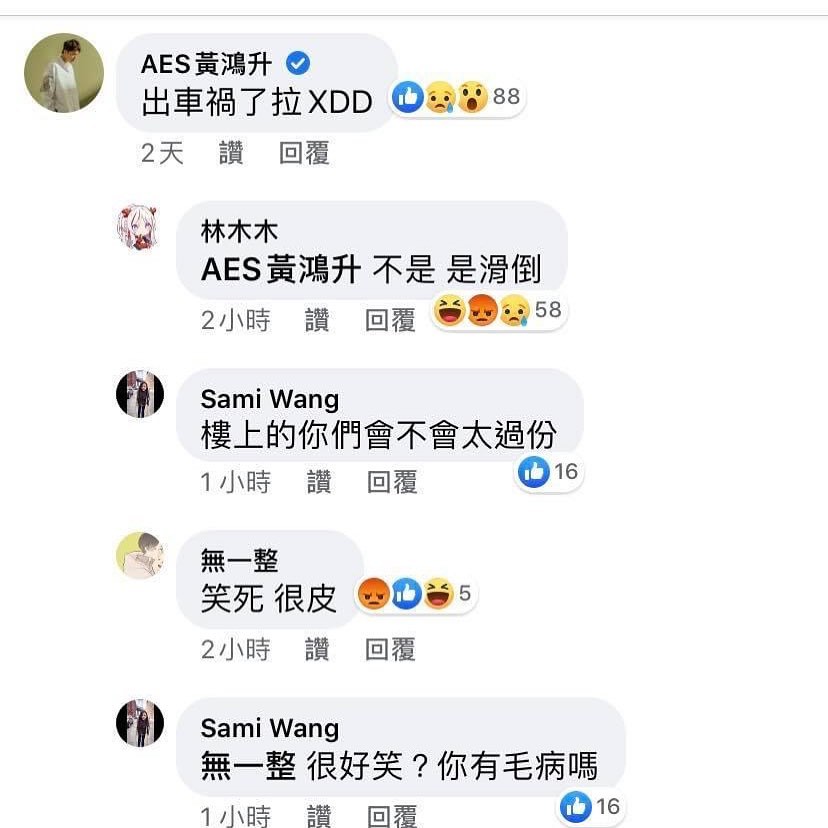 AES黃鴻升
出車禍了拉XDD
88
2天 讚 回覆
林木木
AES黃鴻升 不是 是滑倒
2小時 讚 回覆
58
Sami Wang
樓上的你們會不會太過份
1小時 讚 回覆
16
無一整
笑死 很皮
5
2小時 讚 回覆
Sami Wang
無一整 很好笑?你有毛病嗎
1小時 讚 回覆
16